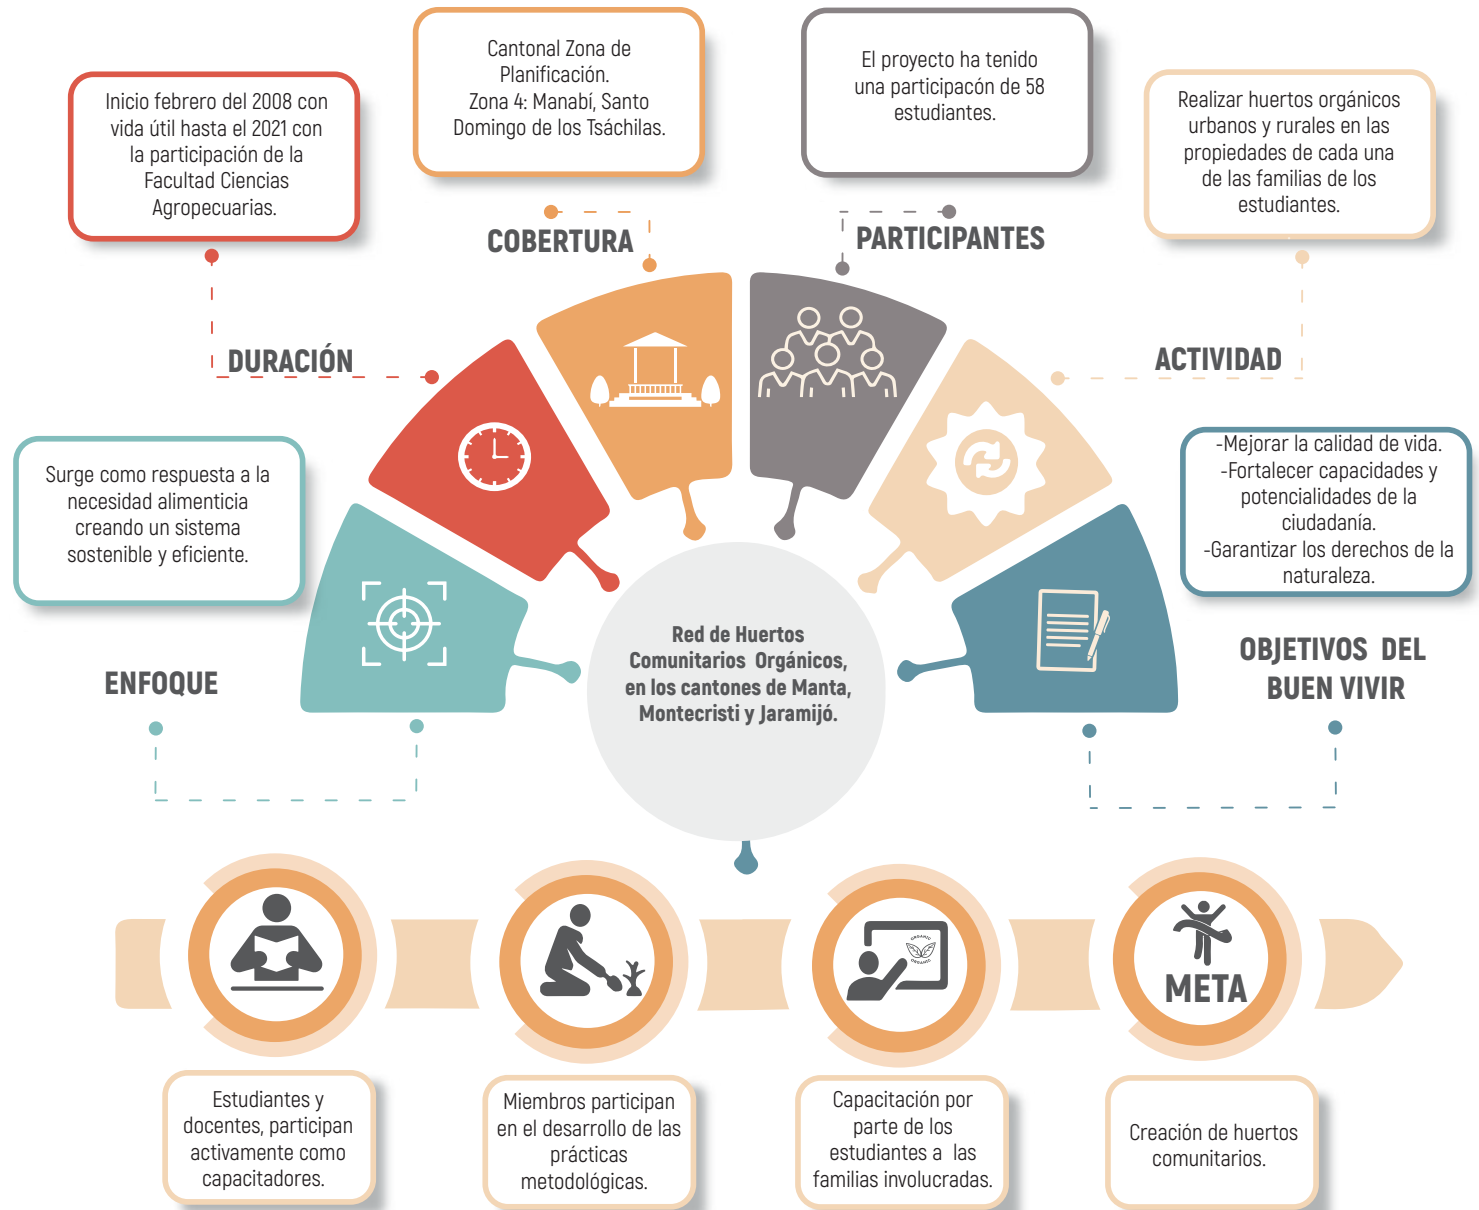 Cantonal Zona de
Planificación.
Zona 4: Manabí, Santo
Domingo de los Tsáchilas.
El proyecto ha tenido
una participacón de 58
estudiantes.
Inicio febrero del 2008 con
vida útil hasta el 2021 con
la participación de la
Facultad Ciencias
Agropecuarias.
Realizar huertos orgánicos
urbanos y rurales en las
propiedades de cada una
de las familias de los
estudiantes.
COBERTURA
PARTICIPANTES
DURACIÓN
ACTIVIDAD
Surge como respuesta a la
necesidad alimenticia
creando un sistema
sostenible y eficiente.
-Mejorar la calidad de vida.
-Fortalecer capacidades y
potencialidades de la
ciudadanía.
-Garantizar los derechos de la
naturaleza.
ENFOQUE
Red de Huertos
Comunitarios Orgánicos,
en los cantones de Manta,
Montecristi y Jaramijó.
OBJETIVOS DEL
BUEN VIVIR
ORGANIC
ORGANIC
META
Estudiantes y
docentes, participan
activamente como
capacitadores.
Miembros participan
en el desarrollo de las
prácticas
metodológicas.
Capacitación por
parte de los
estudiantes a las
familias involucradas.
Creación de huertos
comunitarios.